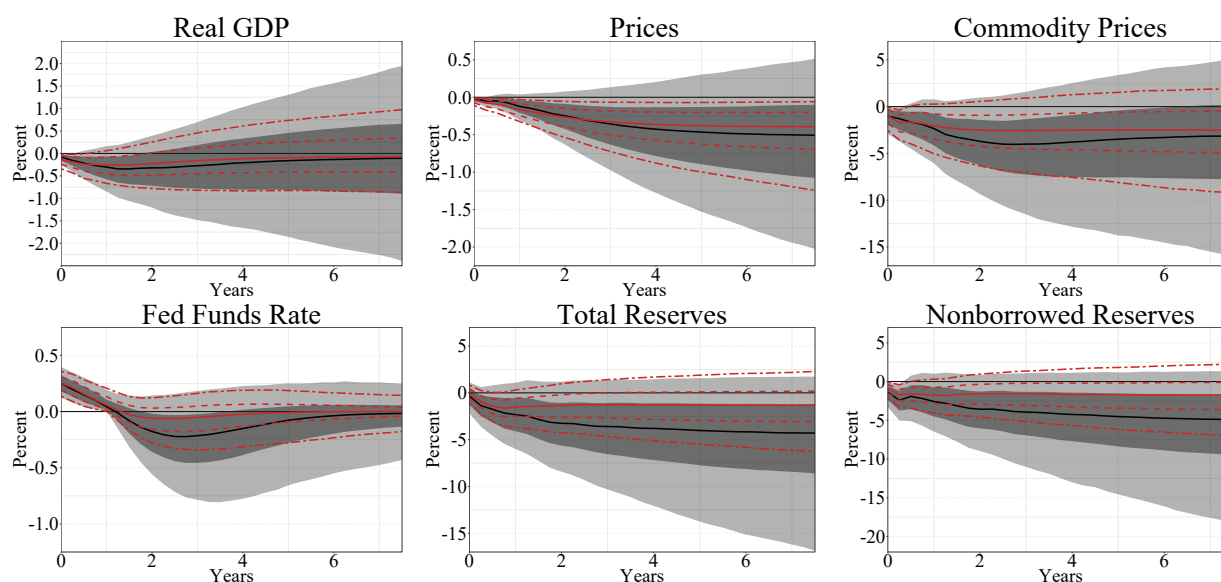 Real GDP
Percent
2.0
1.5
1.0
0.5
0.0
-0.5
-1.0
-1.5
-2.0
0 2 4 6
Years
Prices
Percent
0.5
0.0
-0.5
-1.0
-1.5
-2.0
0 2 4 6
Years
Commodity Prices
Percent
5
0
-5
-10
-15
0 2 4 6
Years
Fed Funds Rate
Percent
0.5
0.0
-0.5
-1.0
0 2 4 6
Years
Total Reserves
Percent
5
0
-5
-10
-15
0 2 4 6
Years
Nonborrowed Reserves
Percent
5
0
-5
-10
-15
-20
0 2 4 6
Years